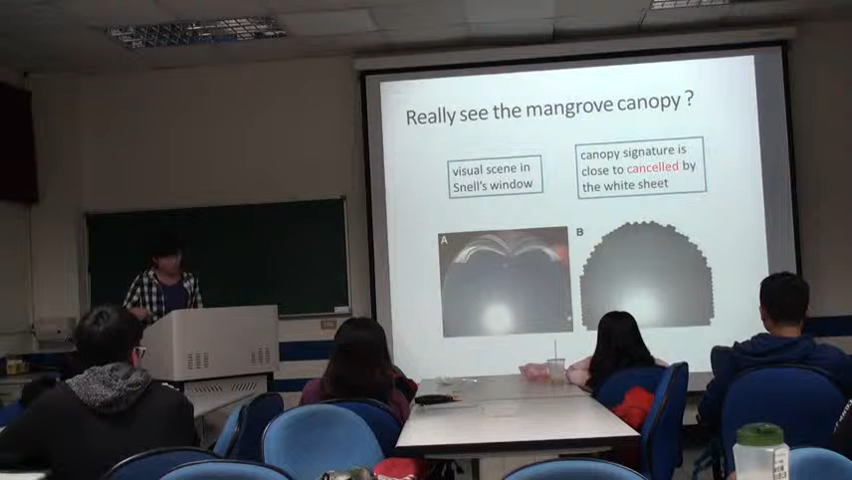 Really see the mangrove canopy ?
visual scene in
Snell's window
canopy signature is
close to cancelled by
the white sheet
A
B